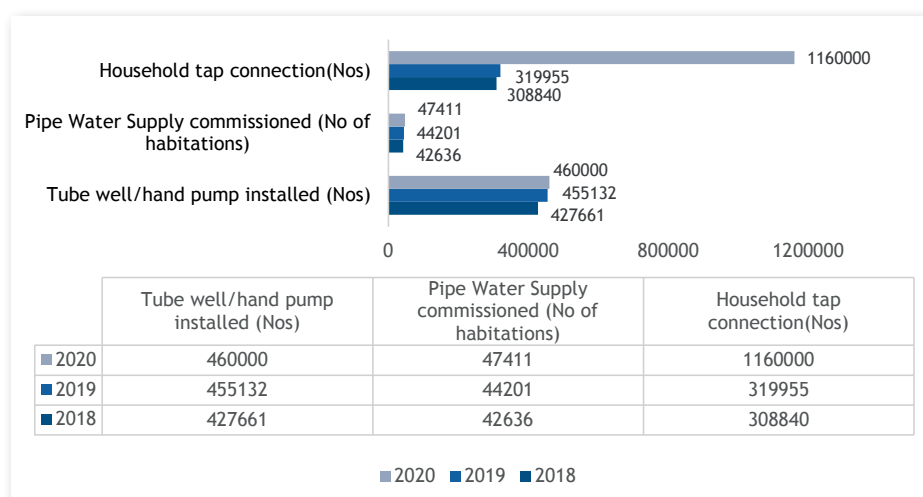 Household tap connection(Nos)
1160000
319955
308840
Pipe Water Supply commissioned (No of
habitations)
47411
44201
42636
Tube well/hand pump installed (Nos)
460000
455132
427661
0 400000 800000 1200000
Tube well/hand pump
installed (Nos)
Pipe Water Supply
commissioned (No of
habitations)
Household tap
connection(Nos)
2020 460000 47411 1160000
2019 455132 44201 319955
2018 427661 42636 308840
2020 2019 2018